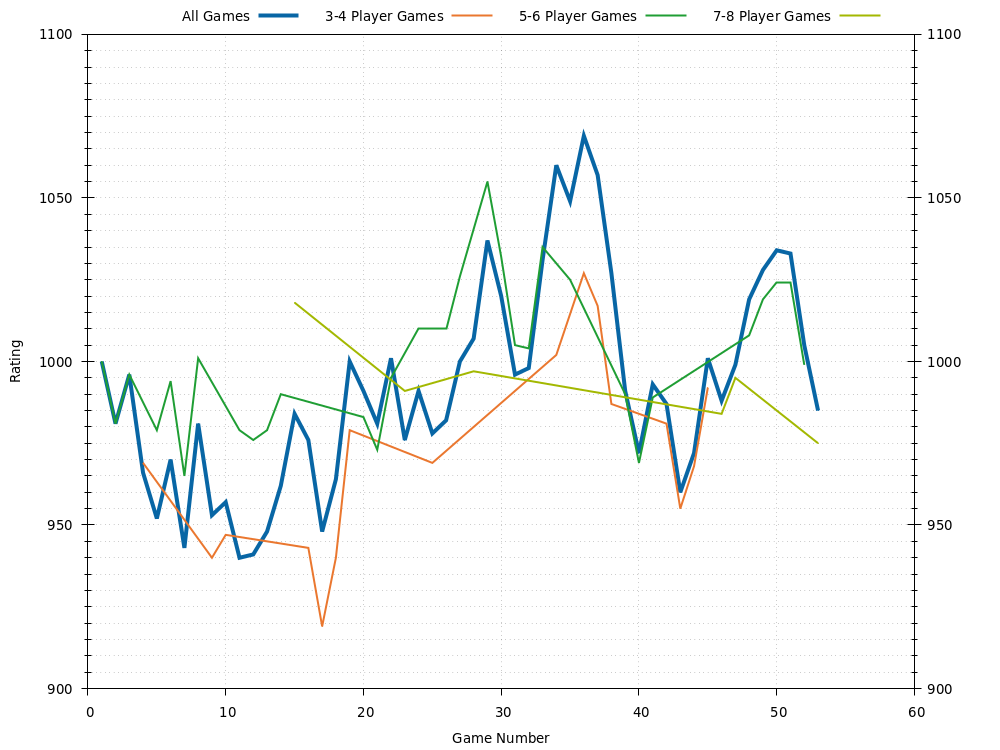 All Games 3-4 Player Games 5-6 Player Games 7-8 Player Games
1100 1100
1050 1050
1000 1000
950 950
900 900
Rating
0 10 20 30 40 50 60
Game Number